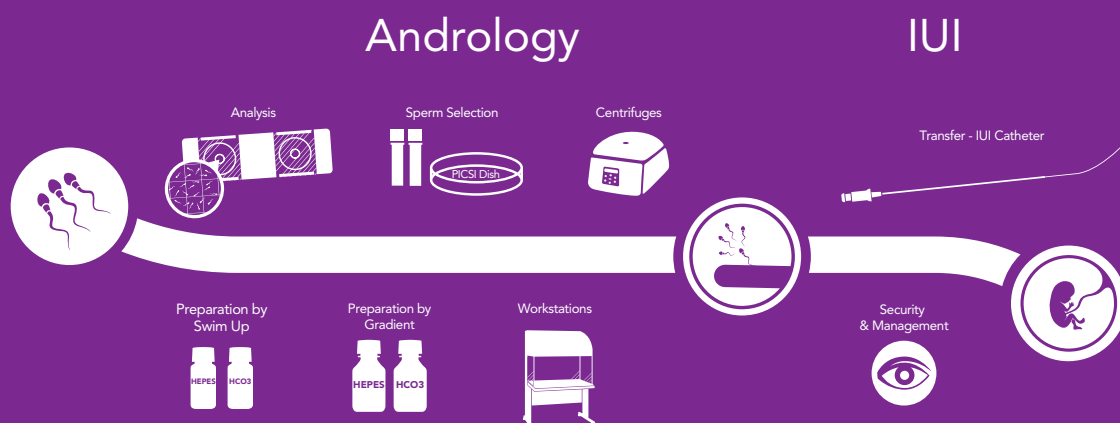 Andrology
IUI
Analysis
Sperm Selection
Centrifuges
Transfer - IUI Catheter
PICSI Dish
Preparation by
Swim Up
Preparation by
Gradient
Workstations
Security
& Management
HEPES
HCO3
HEPES
HCO3